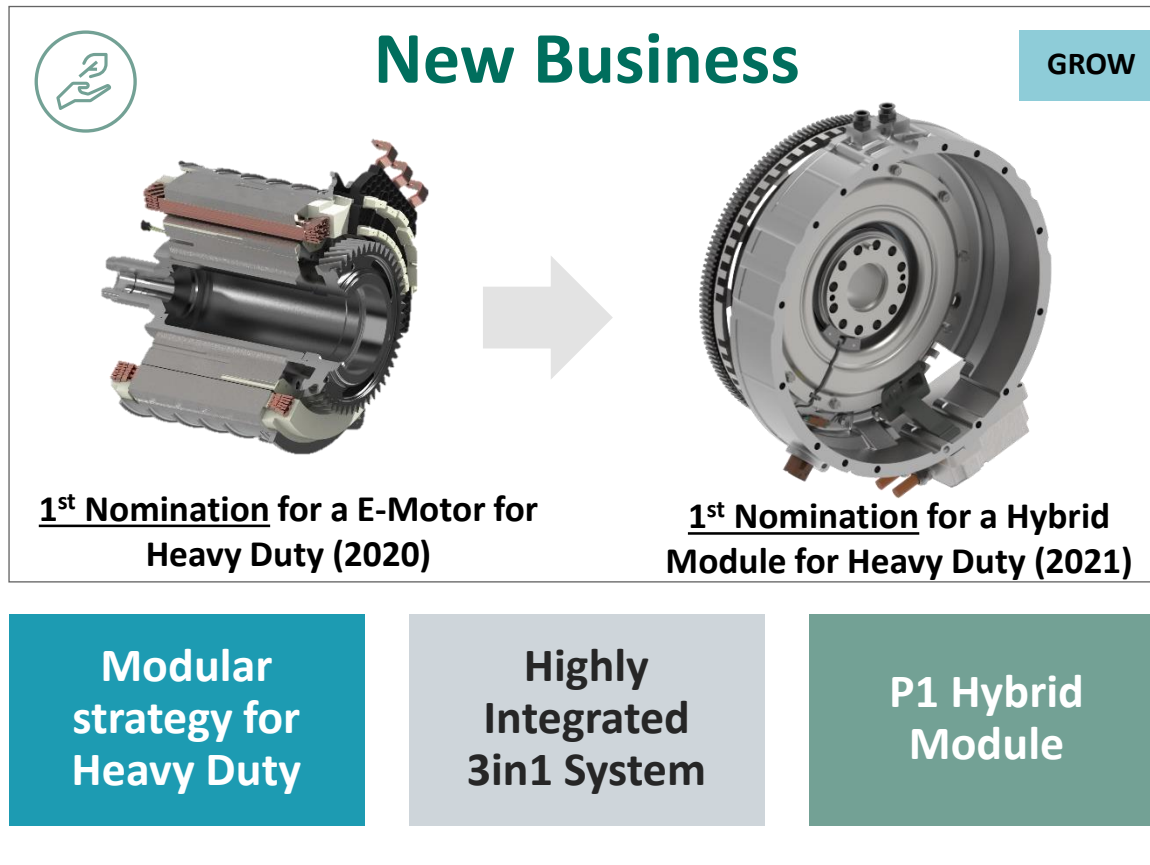 New Business
GROW
1st Nomination for a E-Motor for
Heavy Duty (2020)
1st Nomination for a Hybrid
Module for Heavy Duty (2021)
Modular
strategy for
Heavy Duty
Highly
Integrated
3in1 System
P1 Hybrid
Module